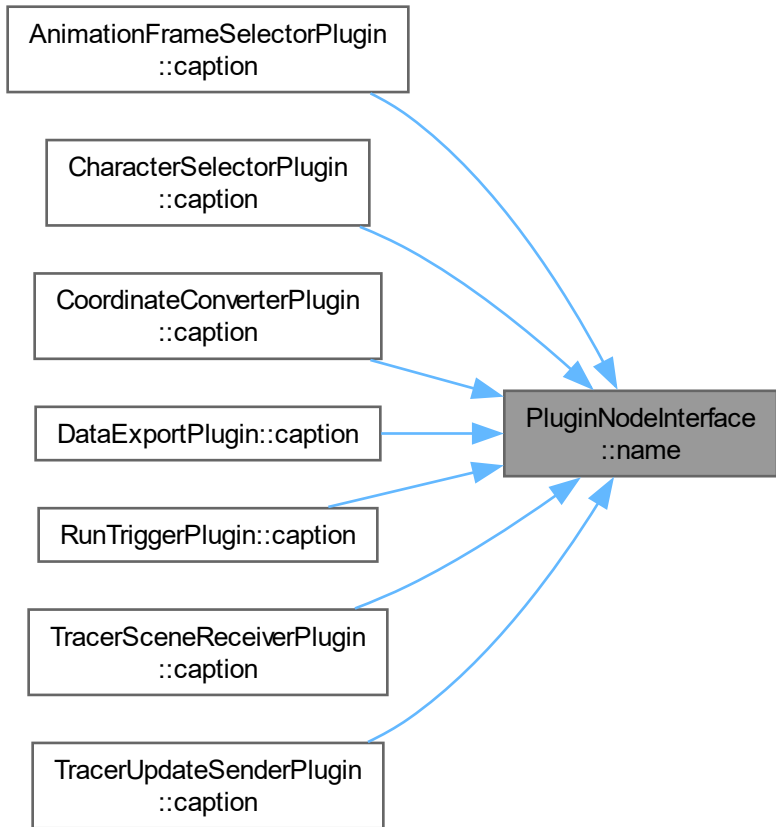 AnimationFrameSelectorPlugin
::caption
CharacterSelectorPlugin
::caption
CoordinateConverterPlugin
::caption
DataExportPlugin::caption
RunTriggerPlugin::caption
TracerSceneReceiverPlugin
::caption
TracerUpdateSenderPlugin
::caption
PluginNodeInterface
::name